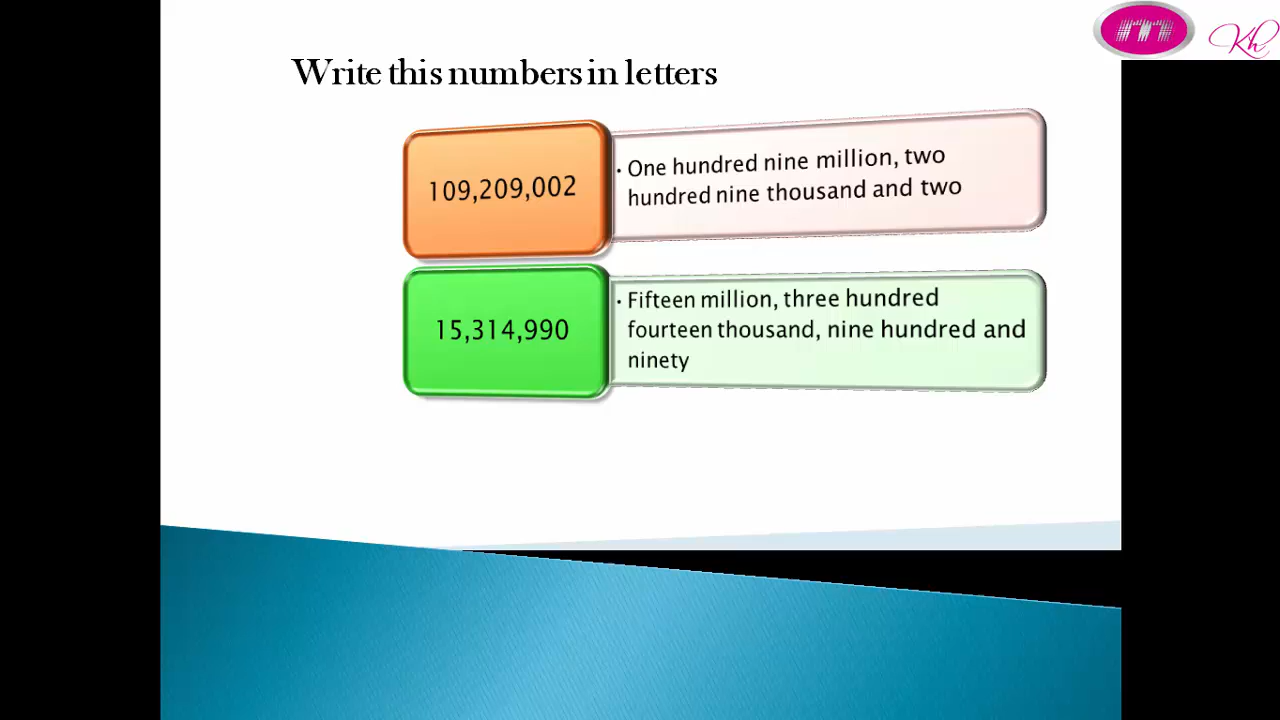 m
Kh
Write this numbers in letters
109,209,002
• One hundred nine million, two
hundred nine thousand and two
15,314,990
• Fifteen million, three hundred
fourteen thousand, nine hundred and
ninety